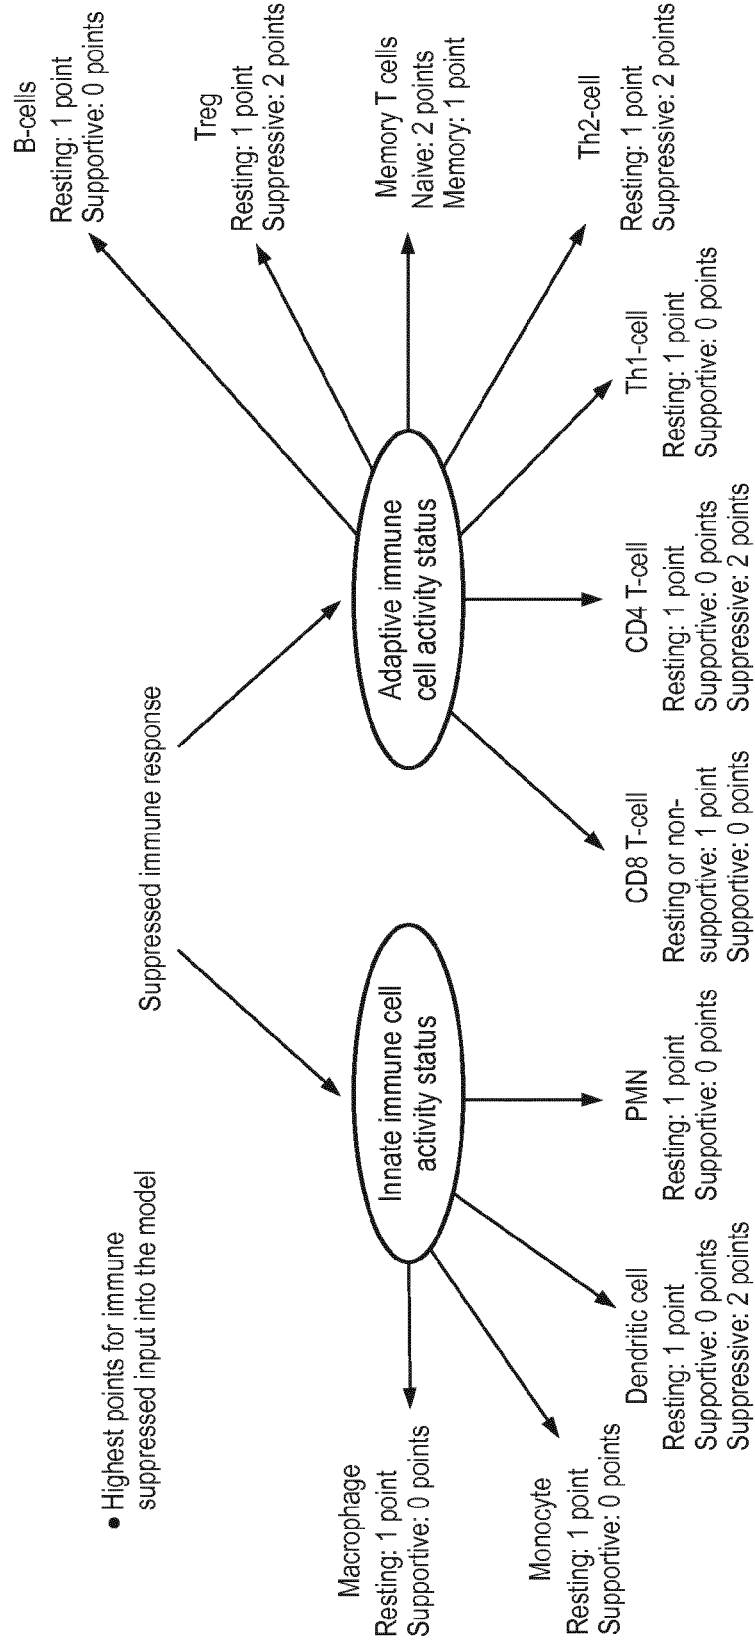 ● Highest points for immune
suppressed input into the model
Suppressed immune response
Innate immune cell
activity status
Adaptive immune
cell activity status
Macrophage
Resting: 1 point
Supportive: 0 points
Monocyte
Resting: 1 point
Supportive: 0 points
Dendritic cell
Resting: 1 point
Supportive: 0 points
Suppressive: 2 points
PMN
Resting: 1 point
Supportive: 0 points
CD8 T-cell
Resting or non-
supportive: 1 point
Supportive: 0 points
CD4 T-cell
Resting: 1 point
Supportive: 0 points
Suppressive: 2 points
Th1-cell
Resting: 1 point
Supportive: 0 points
Th2-cell
Resting: 1 point
Suppressive: 2 points
Memory T cells
Naive: 2 points
Memory: 1 point
Treg
Resting: 1 point
Suppressive: 2 points
B-cells
Resting: 1 point
Supportive: 0 points